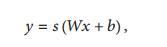 y = s (Wx + b) ,